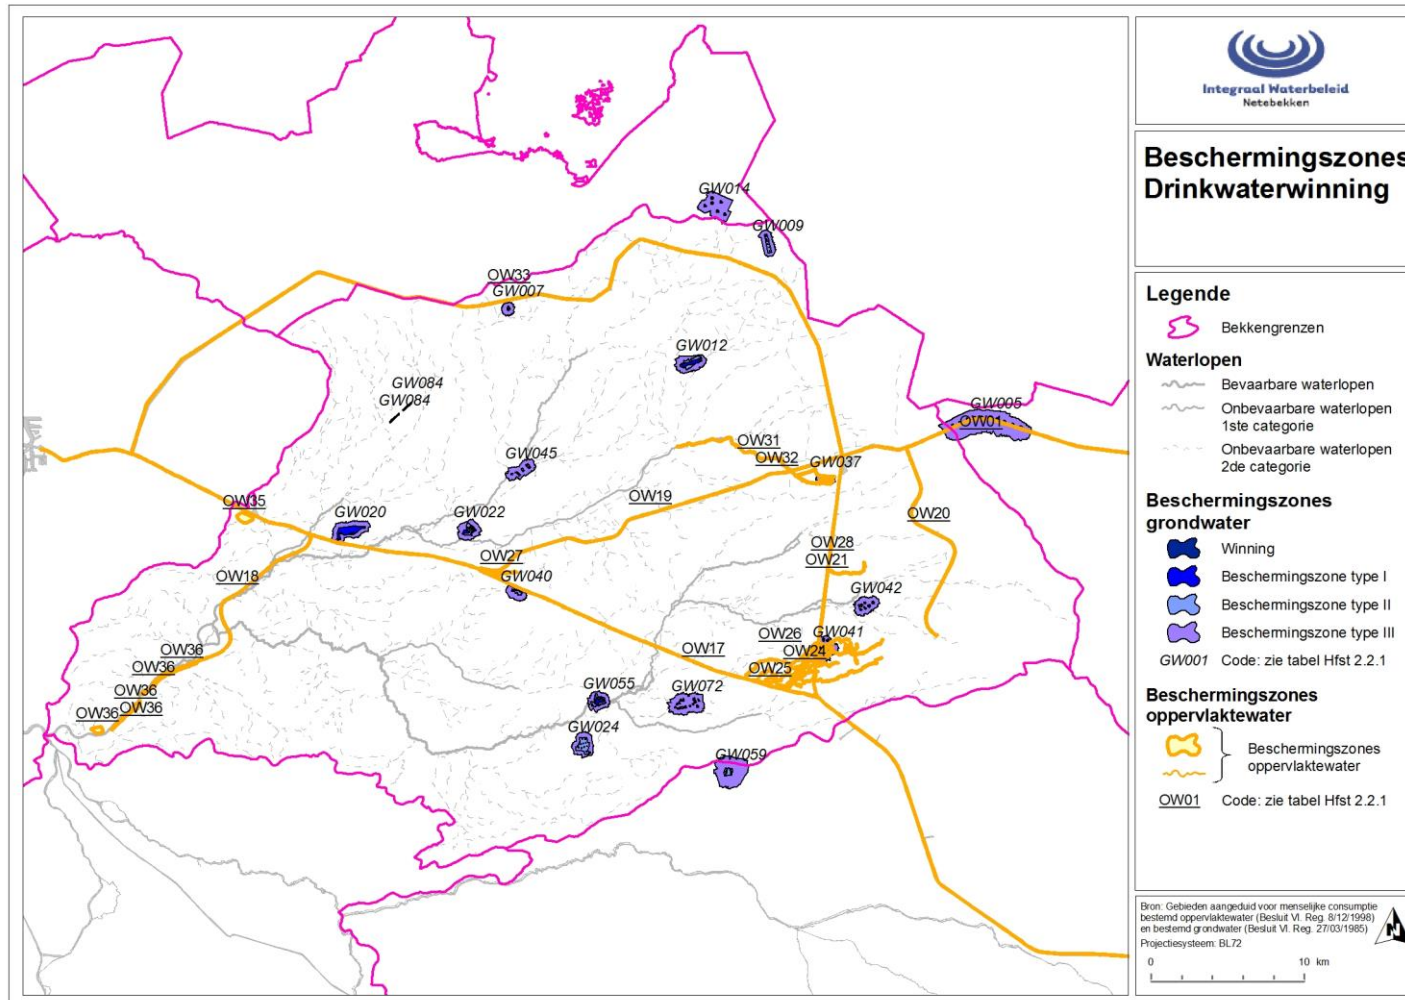 GW014
GW009
OW33
GW007
GW012
GW084
GW084
GW005
OW01
OW31
OW32
GW037
GW045
OW19
OW35
GW020
GW022
OW20
OW27
OW28
OW21
OW18
GW040
GW042
OW26
GW041
OW17
OW24
OW36
OW25
OW36
GW055
GW072
OW36
OW36
OW36
GW024
GW059
Integraal Waterbeleid
Netebekken
Beschermingszones
Drinkwaterwinning
Legende
Bekkengrenzen
Waterlopen
Bevaarbare waterlopen
Onbevaarbare waterlopen
1ste categorie
Onbevaarbare waterlopen
2de categorie
Beschermingszones
grondwater
Winning
Beschermingszone type I
Beschermingszone type II
Beschermingszone type III
GW001 Code: zie tabel Hfst 2.2.1
Beschermingszones
oppervlaktewater
Beschermingszones
oppervlaktewater
OW01 Code: zie tabel Hfst 2.2.1
Bron: Gebieden aangeduid voor menselijke consumptie
bestemd oppervlaktewater (Besluit Vl. Reg. 8/12/1998)
en bestemd grondwater (Besluit Vl. Reg. 27/03/1985)
Projectiesysteem: BL72
N
0 10 km